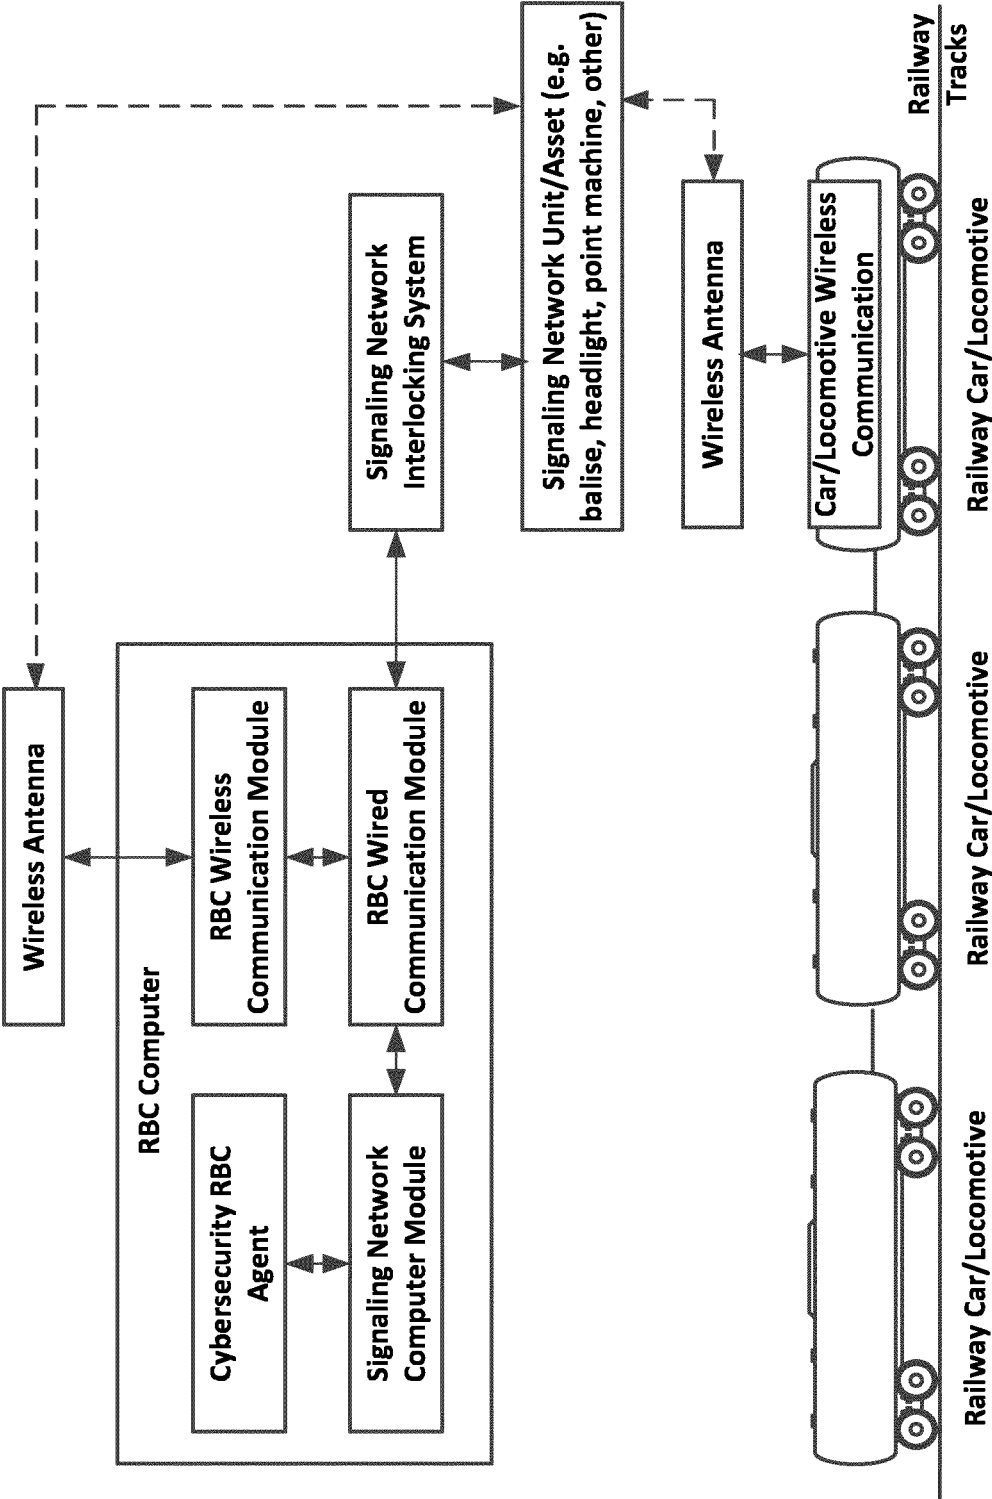 Wireless Antenna
RBC Computer
Cybersecurity RBC
Agent
RBC Wireless
Communication Module
Signaling Network
Computer Module
RBC Wired
Communication Module
Signaling Network
Interlocking System
Signaling Network Unit/Asset (e.g.
balise, headlight, point machine, other)
Wireless Antenna
Car/Locomotive Wireless
Communication
Railway
Tracks
Railway Car/Locomotive
Railway Car/Locomotive
Railway Car/Locomotive